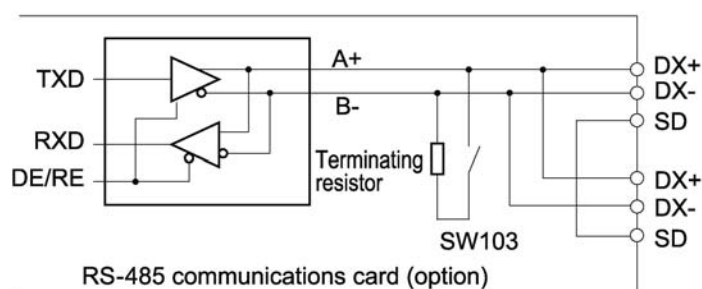 TXD
RXD
DE/RE
A+
B-
Terminating
resistor
SW103
DX+
DX-
SD
DX+
DX-
SD
RS-485 communications card (option)